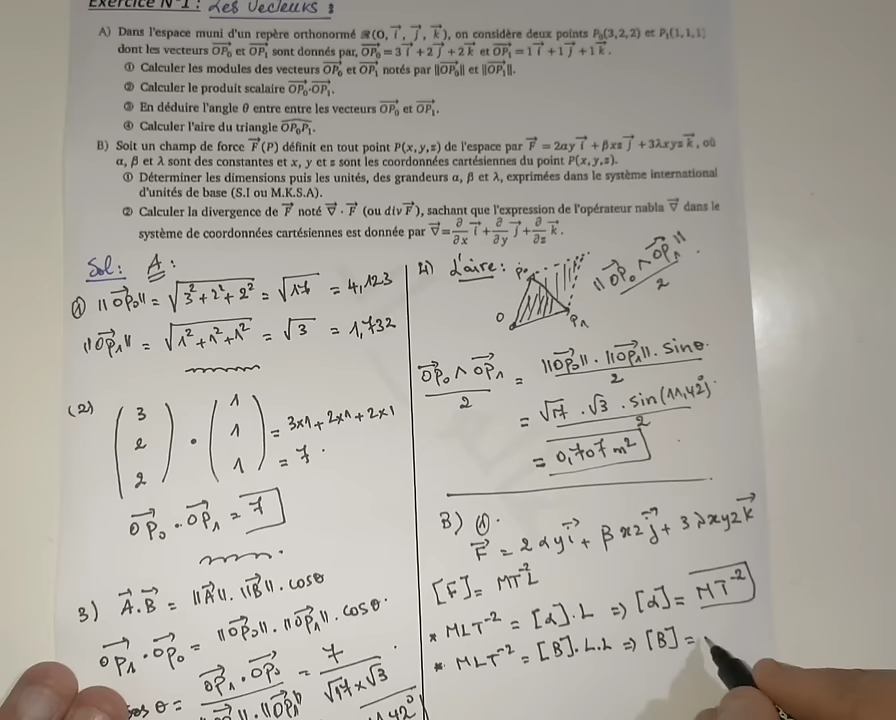 Exercice N°1 : Les Vecteurs :
A) Dans l'espace muni d'un repère orthonormé ℛ(O, i⃗, j⃗, k⃗), on considère deux points P₀(3,2,2) et P₁(1,1,1)
dont les vecteurs OP₀⃗ et OP₁⃗ sont donnés par, OP₀⃗ = 3 i⃗ + 2 j⃗ + 2 k⃗ et OP₁⃗ = 1 i⃗ + 1 j⃗ + 1 k⃗ .
① Calculer les modules des vecteurs OP₀⃗ et OP₁⃗ notés par ||OP₀⃗|| et ||OP₁⃗||.
② Calculer le produit scalaire OP₀⃗·OP₁⃗.
③ En déduire l'angle θ entre entre les vecteurs OP₀⃗ et OP₁⃗.
④ Calculer l'aire du triangle OP₀P₁.
B) Soit un champ de force F⃗(P) définit en tout point P(x,y,z) de l'espace par F⃗ = 2αy i⃗ + βxz j⃗ + 3λxyz k⃗, où
α, β et λ sont des constantes et x, y et z sont les coordonnées cartésiennes du point P(x,y,z).
① Déterminer les dimensions puis les unités, des grandeurs α, β et λ, exprimées dans le système international
d'unités de base (S.I ou M.K.S.A).
② Calculer la divergence de F⃗ noté ∇⃗ · F⃗ (ou div F⃗), sachant que l'expression de l'opérateur nabla ∇⃗ dans le
système de coordonnées cartésiennes est donnée par ∇⃗ = ∂/∂x i⃗ + ∂/∂y j⃗ + ∂/∂z k⃗ .
Sol: A :
① ||OP₀⃗|| = √(3² + 2² + 2²) = √17 = 4,123
||OP₁⃗|| = √(1² + 1² + 1²) = √3 = 1,732
(2) (3 2 2) · (1 1 1) = 3x1 + 2x1 + 2x1
= 7 .
OP₀⃗ . OP₁⃗ = 7
3) A⃗.B⃗ = ||A⃗|| . ||B⃗|| . cosθ
OP₁⃗ . OP₀⃗ = ||OP₀⃗|| . ||OP₁⃗|| . cosθ.
cosθ = OP₁⃗ . OP₀⃗ / ||OP₀⃗|| . ||OP₁⃗|| = 7 / √17 x √3
4) L'aire : P₀ O P₁ ||OP₀⃗ ∧ OP₁⃗|| / 2
OP₀⃗ ∧ OP₁⃗ / 2 = ||OP₀⃗|| . ||OP₁⃗|| . sinθ / 2
= √17 . √3 . sin(11,42°) / 2
= 0,707 m²
B) ① .
F⃗ = 2 αy i⃗ + β xz j⃗ + 3 λxyz k⃗
[F] = MT⁻²L
* MLT⁻² = [α] . L => [α] = MT⁻²
* MLT⁻² = [B] . L.L => [B] =